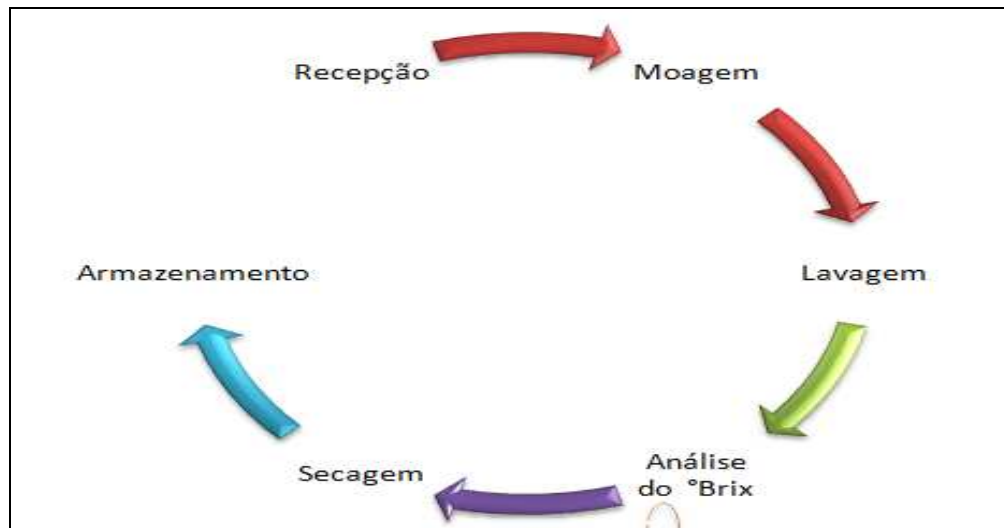 Recepção
Moagem
Lavagem
Análise
do °Brix
Secagem
Armazenamento